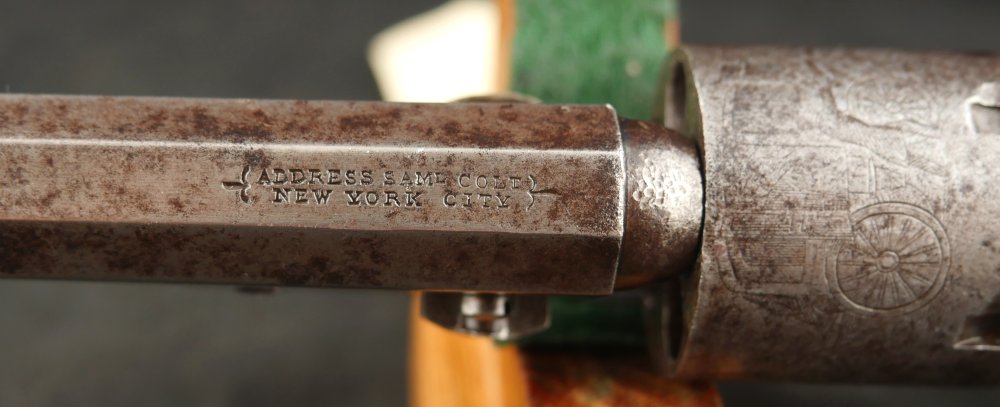 ADDRESS SAML COLT
NEW YORK CITY